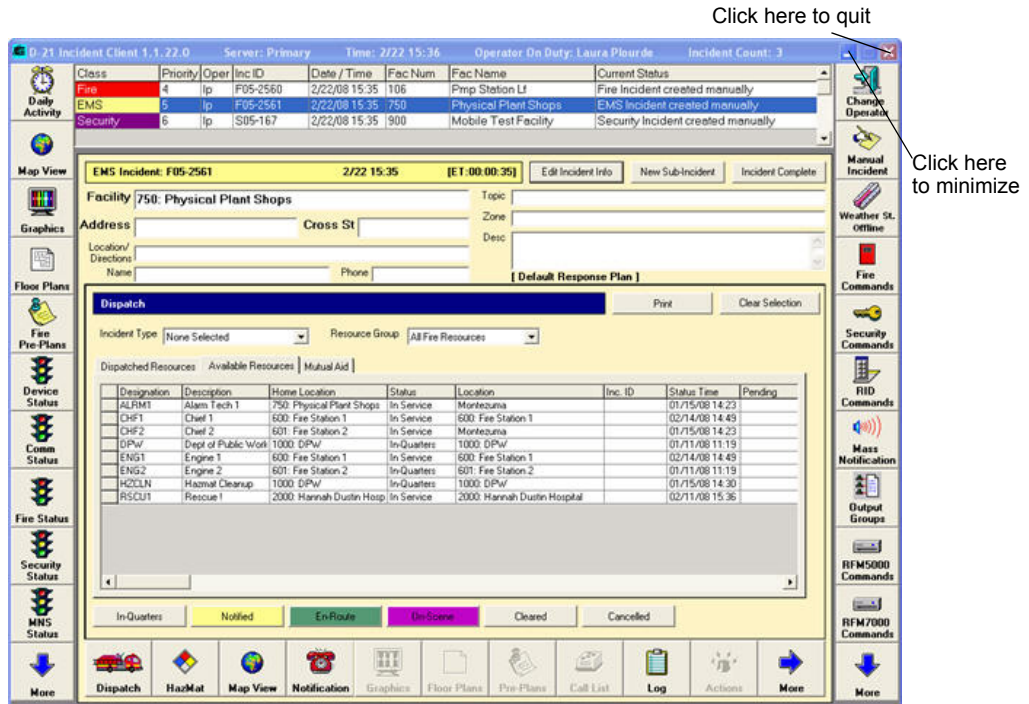 Click here to quit
D-21 Incident Client 1.1.22.0 Server: Primary Time: 2/22 15:36 Operator On Duty: Laura Plourde Incident Count: 3
Class Priority Oper Inc ID Date / Time Fac Num Fac Name Current Status
Fire 4 lp F05-2560 2/22/08 15:35 106 Pmp Station Lf Fire Incident created manually
EMS 5 lp F05-2561 2/22/08 15:35 750 Physical Plant Shops EMS Incident created manually
Security 6 lp S05-167 2/22/08 15:35 900 Mobile Test Facility Security Incident created manually
Click here
to minimize
Daily
Activity
Map View
Graphics
Floor Plans
Fire
Pre-Plans
Device
Status
Comm
Status
Fire Status
Security
Status
MNS
Status
More
EMS Incident: F05-2561 2/22 15:35 [ET:00:00:35] Edit Incident Info New Sub-Incident Incident Complete
Facility 750: Physical Plant Shops Topic
Zone
Address Cross St
Desc
Location/
Directions
Name Phone [ Default Response Plan ]
Dispatch Print Clear Selection
Incident Type None Selected Resource Group All Fire Resources
Dispatched Resources Available Resources Mutual Aid
Designation Description Home Location Status Location Inc. ID Status Time Pending
ALRM1 Alarm Tech 1 750: Physical Plant Shops In Service Montezuma 01/15/08 14:23
CHF1 Chief 1 600: Fire Station 1 In Service 600: Fire Station 1 02/14/08 14:49
CHF2 Chief 2 601: Fire Station 2 In Service Montezuma 01/15/08 14:23
DPW Dept of Public Work 1000: DPW In-Quarters 1000: DPW 01/11/08 11:19
ENG1 Engine 1 600: Fire Station 1 In Service 600: Fire Station 1 02/14/08 14:49
ENG2 Engine 2 601: Fire Station 2 In-Quarters 601: Fire Station 2 01/11/08 11:19
HZCLN Hazmat Cleanup 1000: DPW In-Quarters 1000: DPW 01/15/08 14:30
RSCU1 Rescue ! 2000: Hannah Dustin Hosp In Service 2000: Hannah Dustin Hospital 02/11/08 15:36
In-Quarters Notified En-Route On-Scene Cleared Cancelled
Dispatch HazMat Map View Notification Graphics Floor Plans Pre-Plans Call List Log Actions More
Change
Operator
Manual
Incident
Weather St.
Offline
Fire
Commands
Security
Commands
RID
Commands
Mass
Notification
Output
Groups
RFM5000
Commands
RFM7000
Commands
More